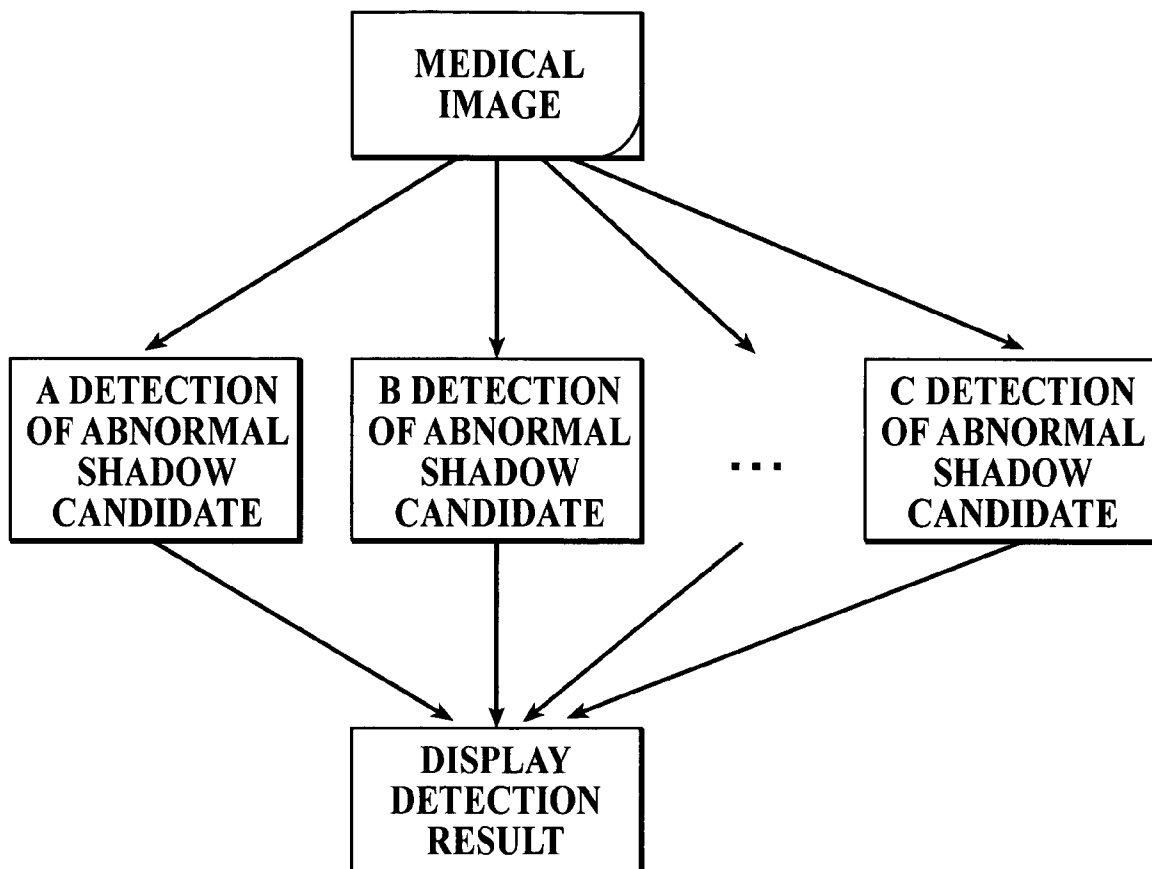 MEDICAL
IMAGE
A DETECTION
OF ABNORMAL
SHADOW
CANDIDATE
B DETECTION
OF ABNORMAL
SHADOW
CANDIDATE
...
C DETECTION
OF ABNORMAL
SHADOW
CANDIDATE
DISPLAY
DETECTION
RESULT